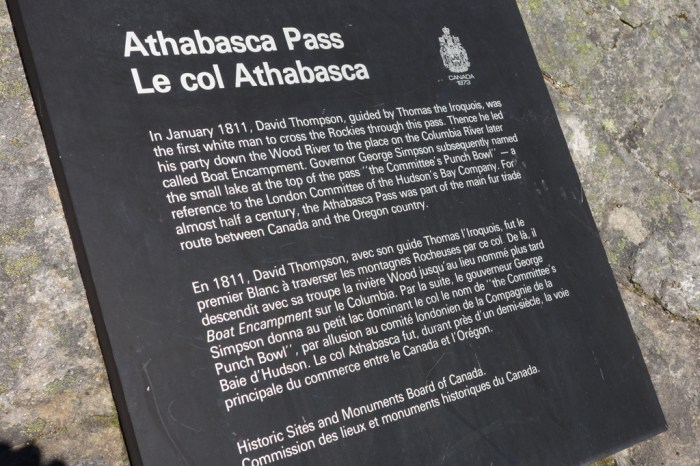 Athabasca Pass
Le col Athabasca
CANADA
1973
In January 1811, David Thompson, guided by Thomas the Iroquois, was
the first white man to cross the Rockies through this pass. Thence he led
his party down the Wood River to the place on the Columbia River later
called Boat Encampment. Governor George Simpson subsequently named
the small lake at the top of the pass "the Committee's Punch Bowl" — a
reference to the London Committee of the Hudson's Bay Company. For
almost half a century, the Athabasca Pass was part of the main fur trade
route between Canada and the Oregon country.
En 1811, David Thompson, avec son guide Thomas l'Iroquois, fut le
premier Blanc à traverser les montagnes Rocheuses par ce col. De là, il
descendit avec sa troupe la rivière Wood jusqu'au lieu nommé plus tard
Boat Encampment sur le Columbia. Par la suite, le gouverneur George
Simpson donna au petit lac dominant le col le nom de "the Committee's
Punch Bowl", par allusion au comité londonien de la Compagnie de la
Baie d'Hudson. Le col Athabasca fut, durant près d'un demi-siècle, la voie
principale du commerce entre le Canada et l'Orégon.
Historic Sites and Monuments Board of Canada.
Commission des lieux et monuments historiques du Canada.